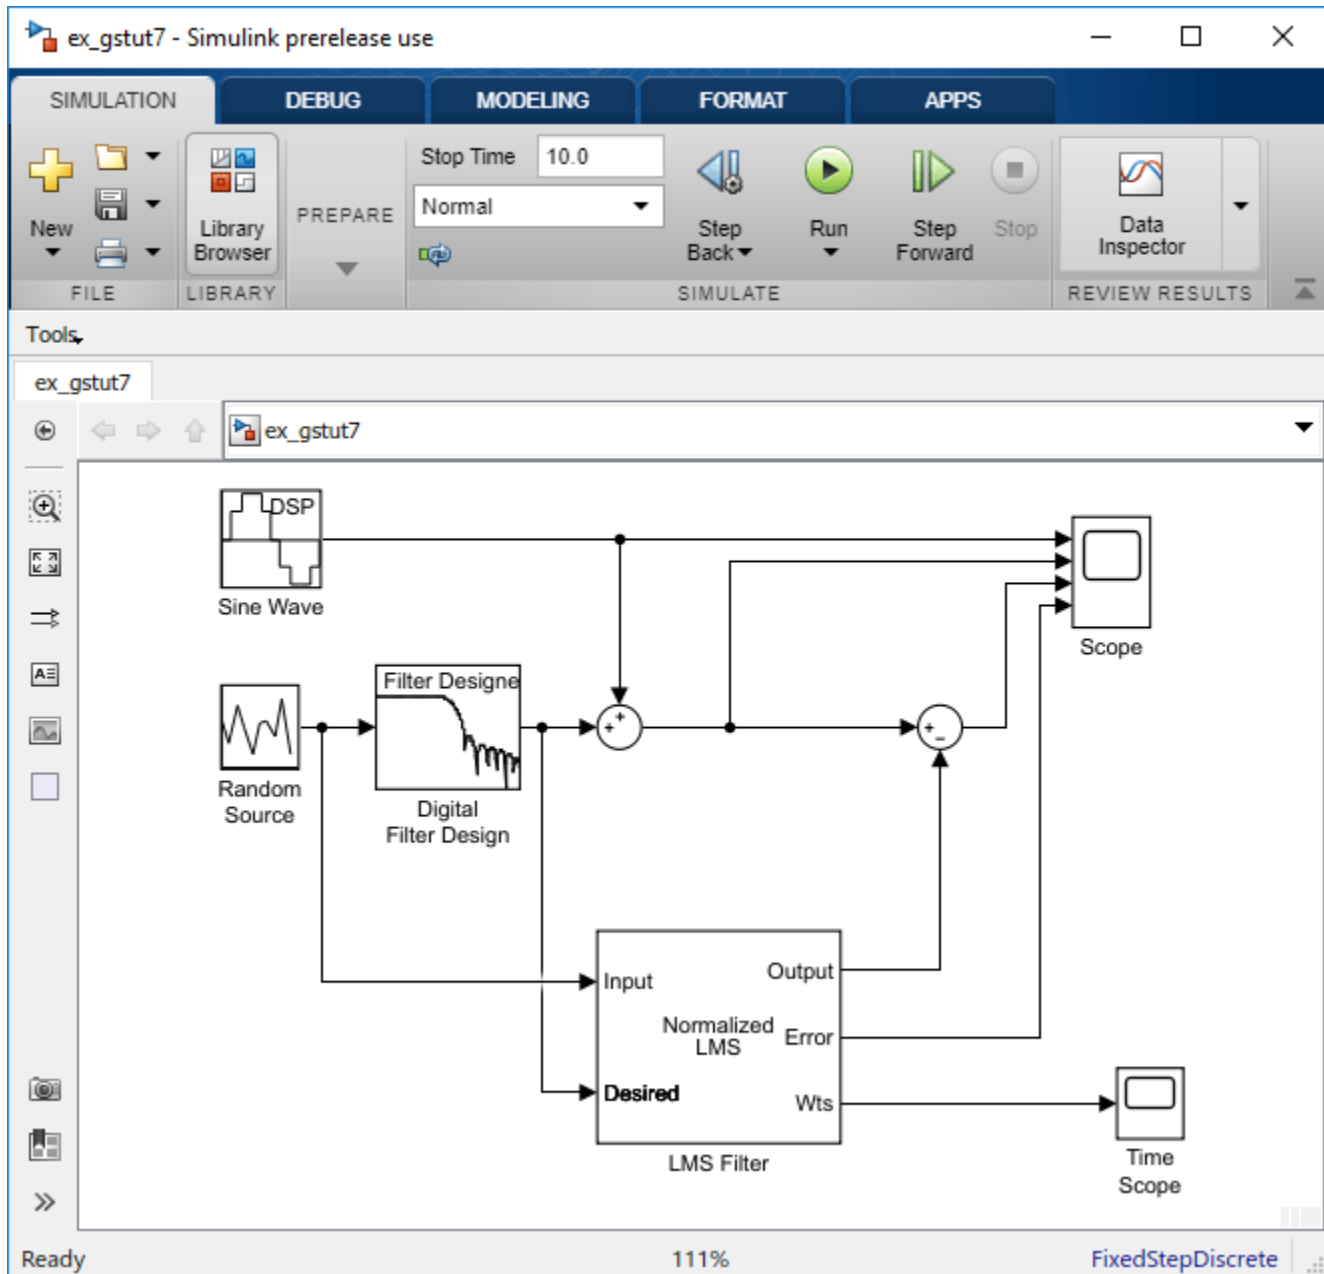 ex_gstut7 - Simulink prerelease use
SIMULATION DEBUG MODELING FORMAT APPS
New
FILE
Library
Browser
LIBRARY
PREPARE
Stop Time 10.0
Normal
Step
Back
Run
Step
Forward
Stop
SIMULATE
Data
Inspector
REVIEW RESULTS
Tools
ex_gstut7
ex_gstut7
DSP
Sine Wave
Scope
Filter Designe
Random
Source
Digital
Filter Design
Input
Desired
Normalized
LMS
Output
Error
Wts
LMS Filter
Time
Scope
Ready 111% FixedStepDiscrete